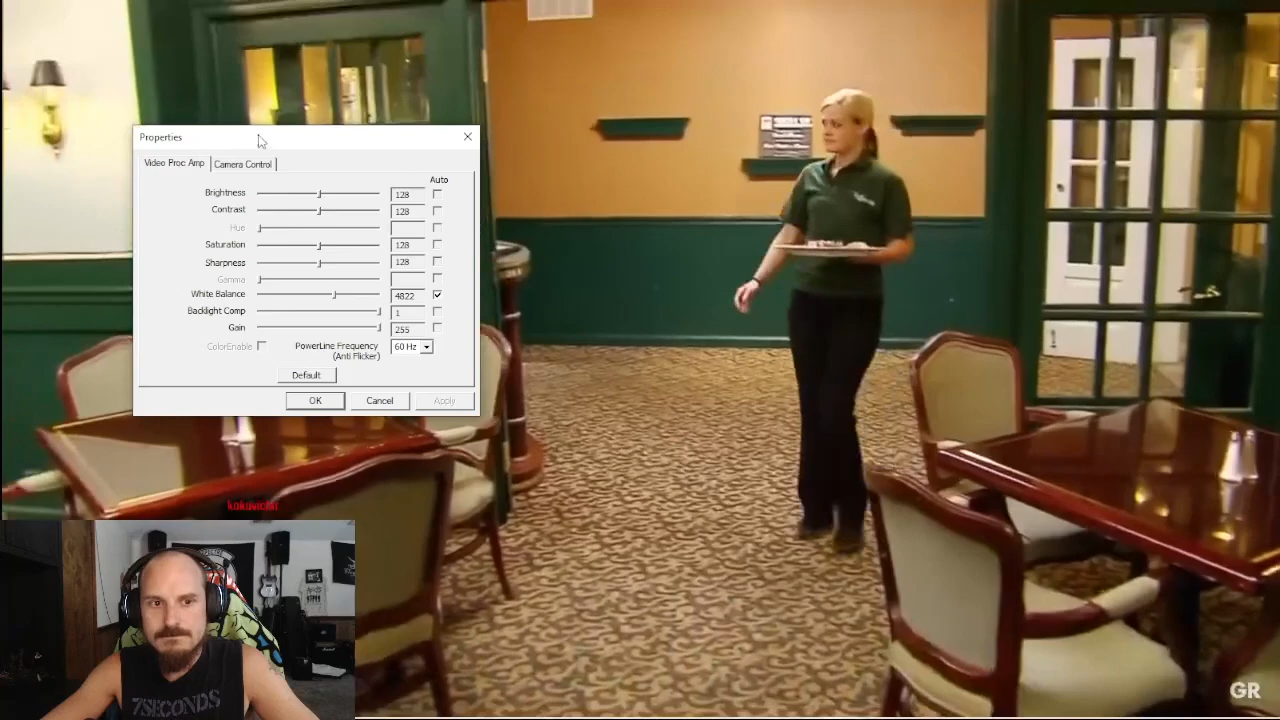 Properties
Video Proc Amp
Camera Control
Auto
Brightness 128
Contrast 128
Hue
Saturation 128
Sharpness 128
Gamma
White Balance 4822
Backlight Comp 1
Gain 255
ColorEnable PowerLine Frequency 60 Hz
(Anti Flicker)
Default
OK Cancel Apply
7SECONDS
GR